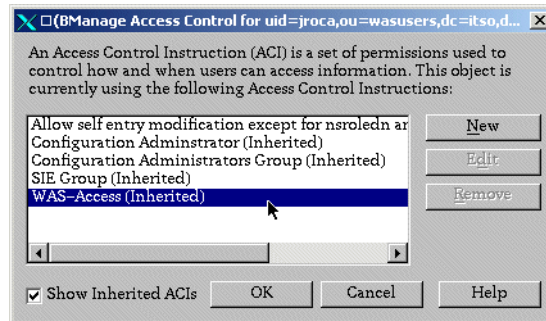 □(BManage Access Control for uid=jroca,ou=wasusers,dc=itso,d...
An Access Control Instruction (ACI) is a set of permissions used to
control how and when users can access information. This object is
currently using the following Access Control Instructions:
Allow self entry modification except for nsroledn ar
Configuration Adminstrator (Inherited)
Configuration Administrators Group (Inherited)
SIE Group (Inherited)
WAS-Access (Inherited)
New
Edit
Remove
Show Inherited ACIs
OK
Cancel
Help